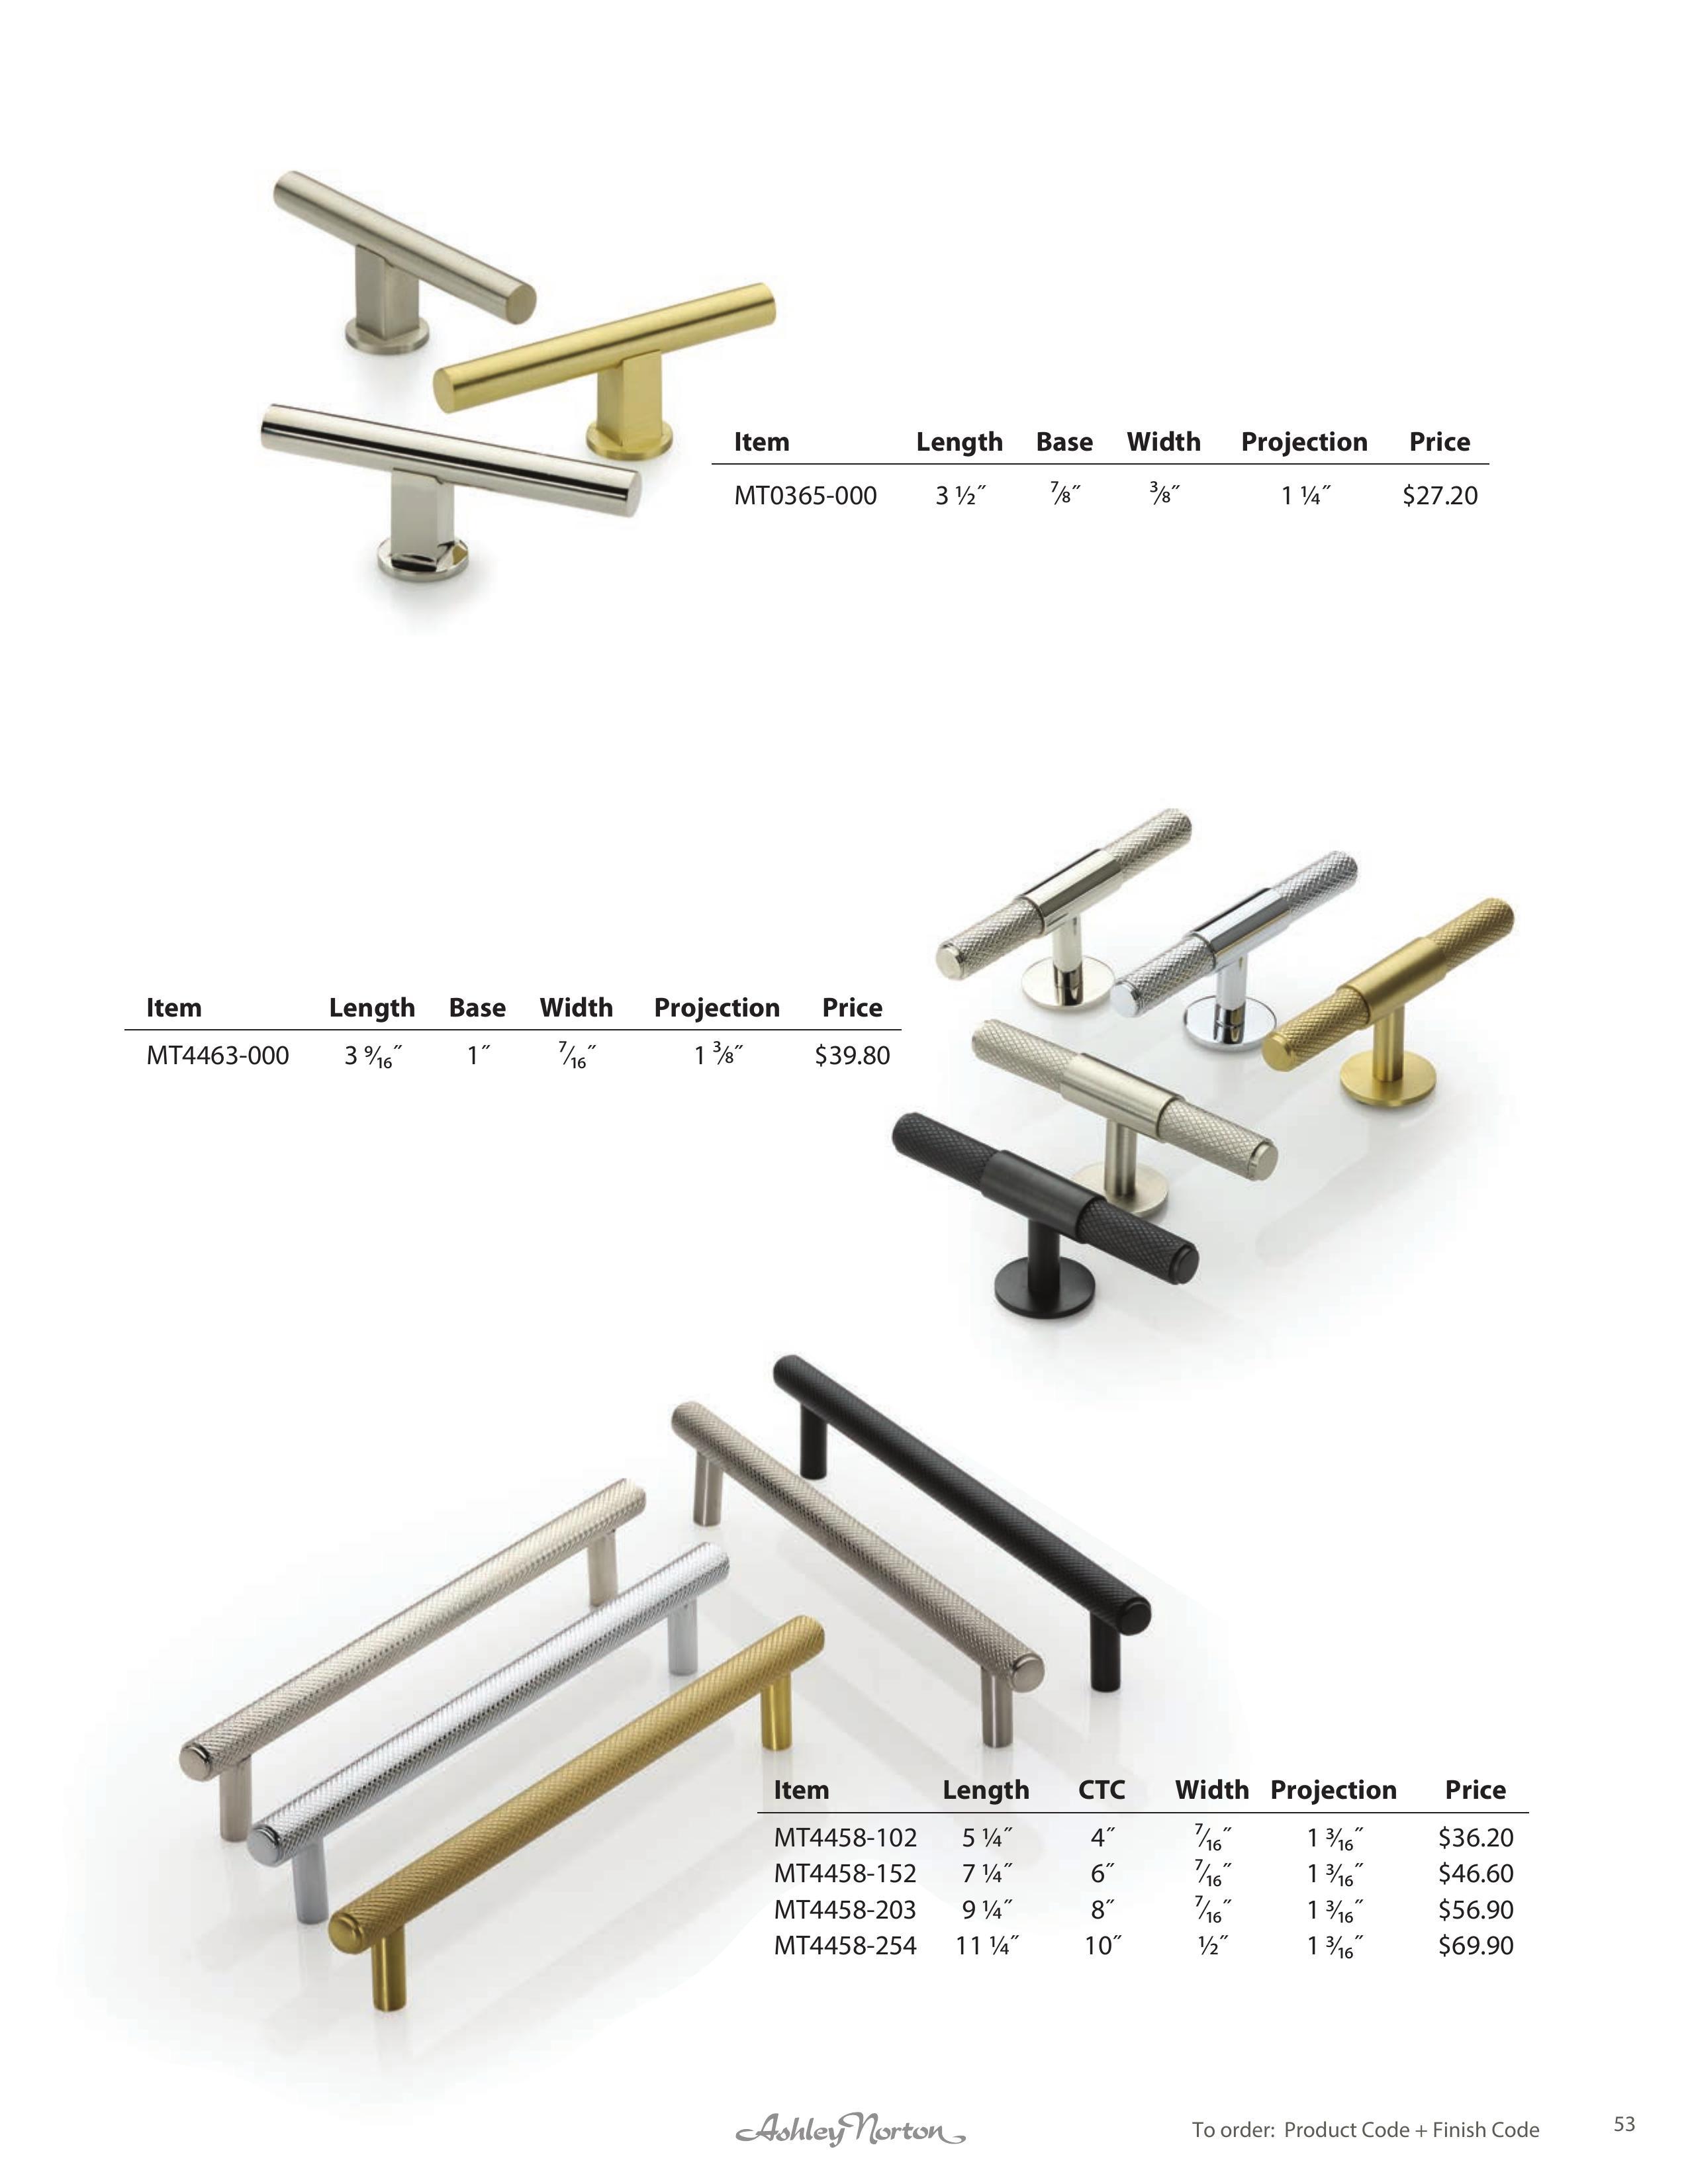 Item Length Base Width Projection Price
MT0365-000 3 ½″ ⅞″ ⅜″ 1 ¼″ $27.20
Item Length Base Width Projection Price
MT4463-000 3 ⁹⁄₁₆″ 1″ ⁷⁄₁₆″ 1 ⅜″ $39.80
Item Length CTC Width Projection Price
MT4458-102 5 ¼″ 4″ ⁷⁄₁₆″ 1 ³⁄₁₆″ $36.20
MT4458-152 7 ¼″ 6″ ⁷⁄₁₆″ 1 ³⁄₁₆″ $46.60
MT4458-203 9 ¼″ 8″ ⁷⁄₁₆″ 1 ³⁄₁₆″ $56.90
MT4458-254 11 ¼″ 10″ ½″ 1 ³⁄₁₆″ $69.90
Ashley Norton To order: Product Code + Finish Code 53